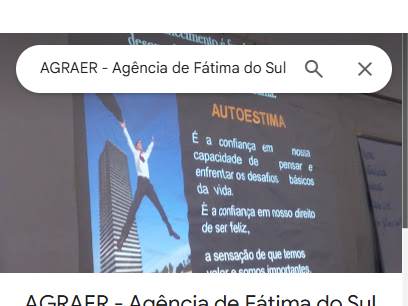 AGRAER - Agência de Fátima do Sul
AUTOESTIMA
É a confiança em nossa
capacidade de pensar e
enfrentar os desafios básicos
da vida.
É a confiança em nosso direito
de ser feliz,
a sensação de que temos
valor e somos importantes,
AGRAER - Agência de Fátima do Sul